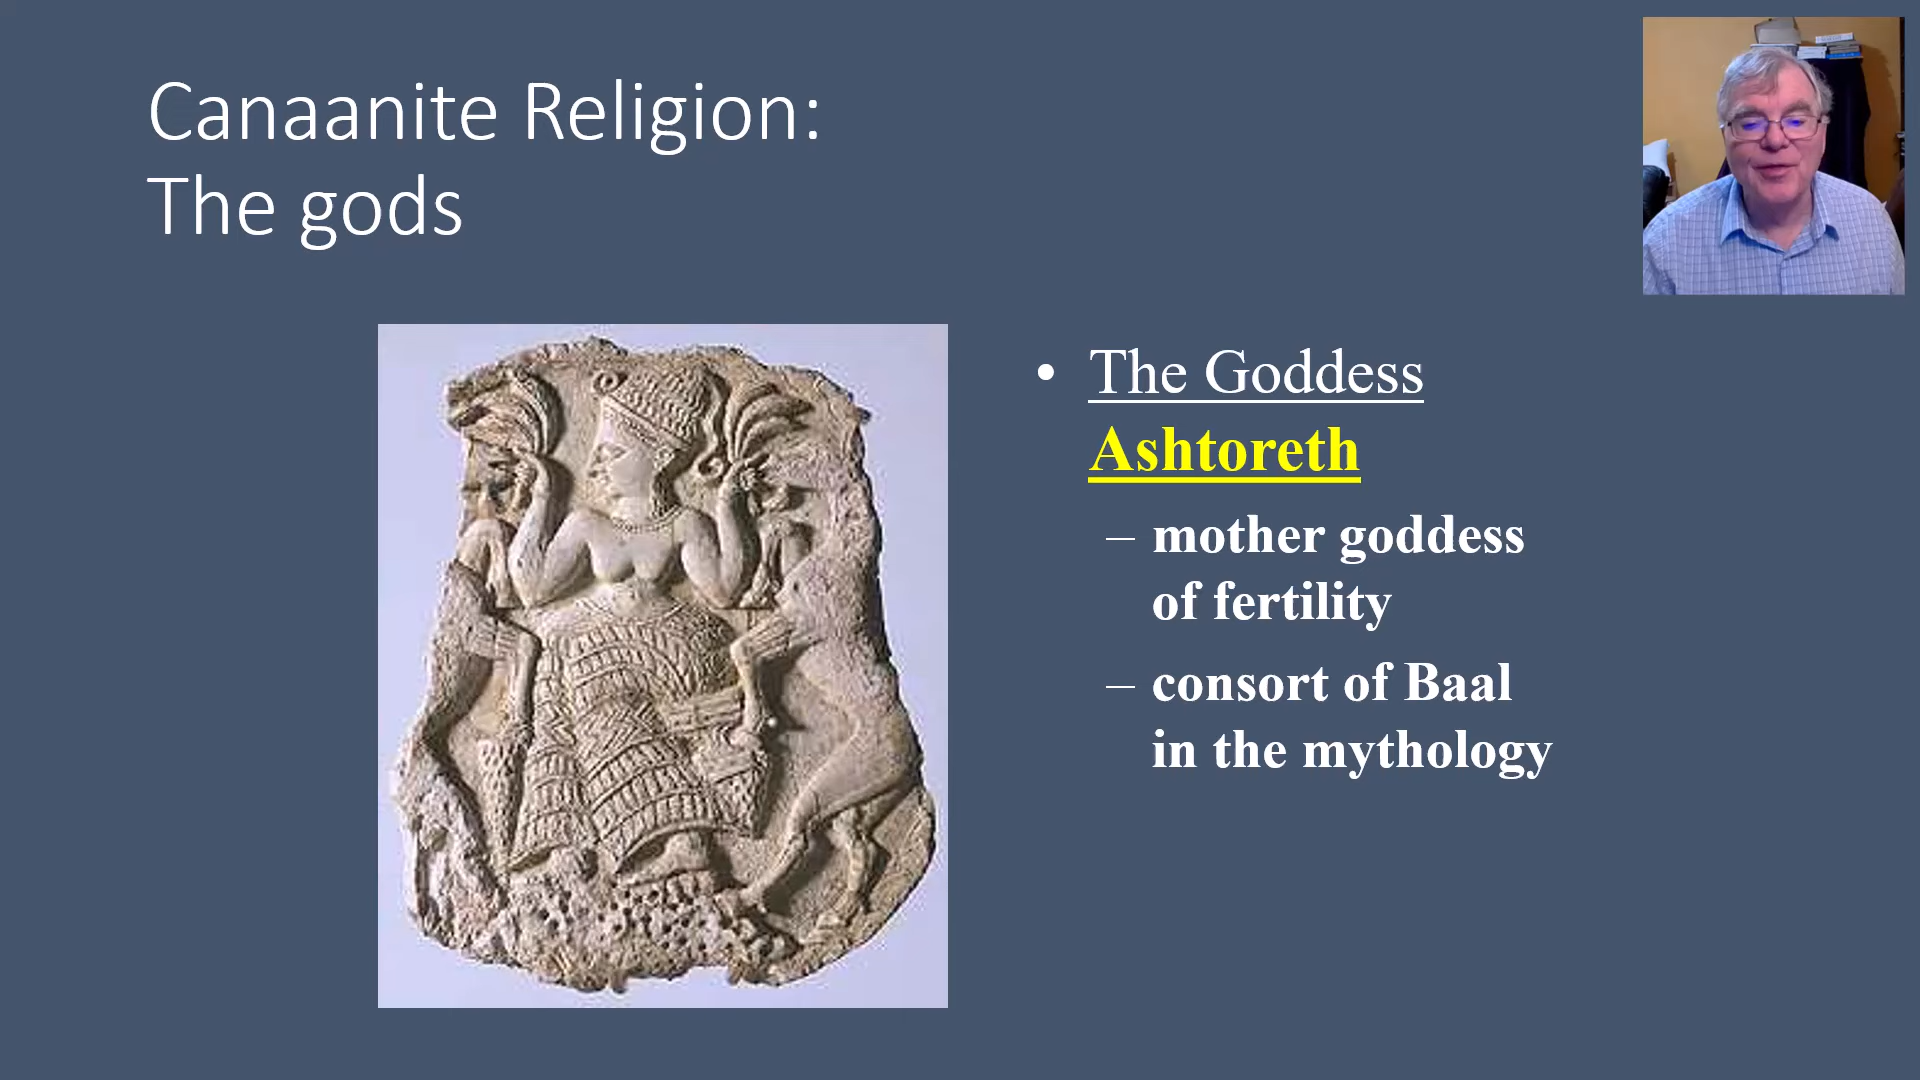 Canaanite Religion:
The gods
• The Goddess
Ashtoreth
– mother goddess
of fertility
– consort of Baal
in the mythology